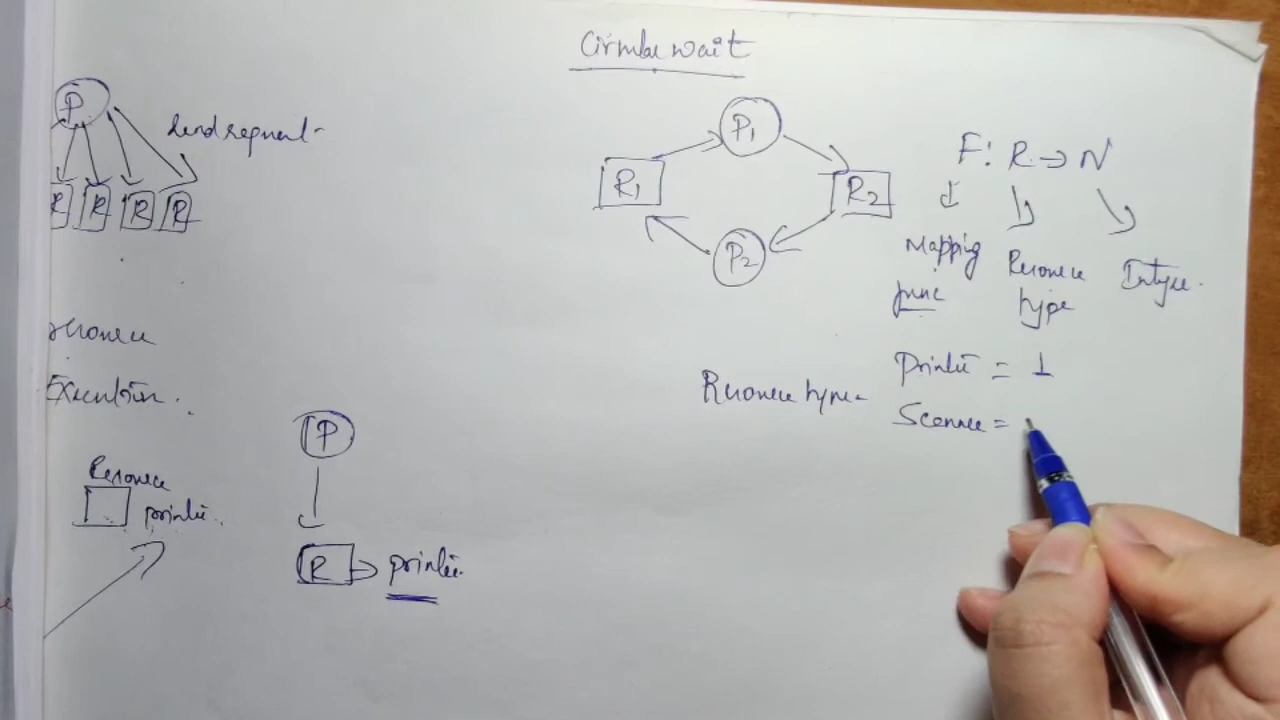 Circular wait
P
Send request
R R R R
P1
R1
R2
P2
F: R → N
Mapping func
Resource type
Integer.
Resource type -
Printer = 1
Scanner =
Resource
Execution.
Resource
printer.
P
R → printer.